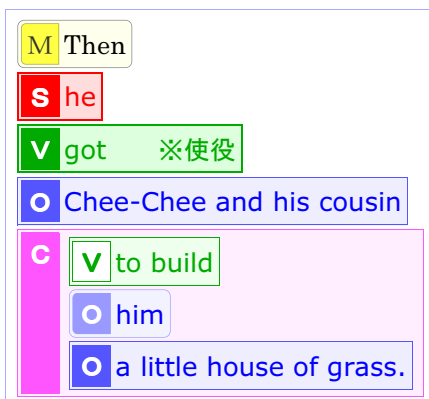 M Then
S he
V got ※使役
O Chee-Chee and his cousin
C
V to build
O him
O a little house of grass.